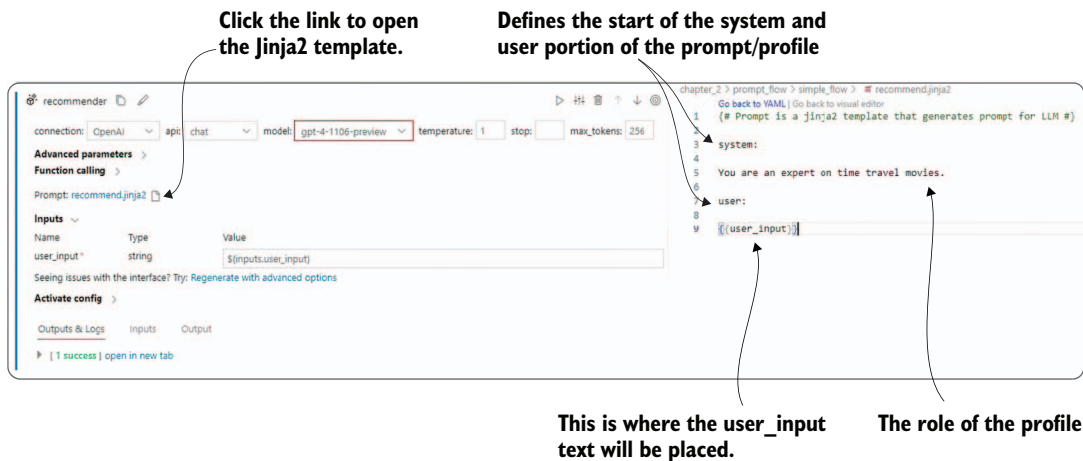 Click the link to open
the Jinja2 template.
Defines the start of the system and
user portion of the prompt/profile
recommender
connection: OpenAI api: chat model: gpt-4-1106-preview temperature: 1 stop: max_tokens: 256
Advanced parameters >
Function calling >
Prompt: recommend.jinja2
Inputs
Name Type Value
user_input* string ${inputs.user_input}
Seeing issues with the interface? Try: Regenerate with advanced options
Activate config >
Outputs & Logs Inputs Output
[ 1 success ] open in new tab
chapter_2 > prompt_flow > simple_flow > recommend.jinja2
Go back to YAML | Go back to visual editor
1 {# Prompt is a jinja2 template that generates prompt for LLM #}
2
3 system:
4
5 You are an expert on time travel movies.
6
7 user:
8
9 {{user_input}}
This is where the user_input
text will be placed.
The role of the profile